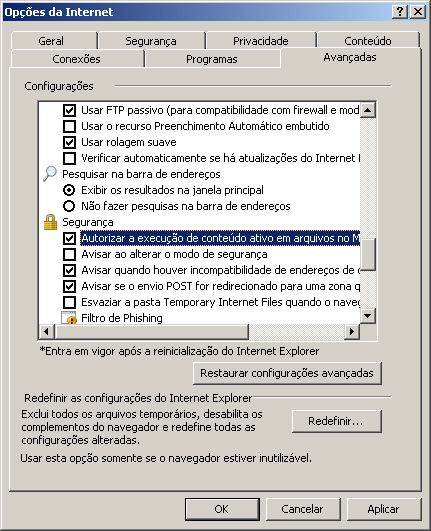 Opções da Internet
Geral Segurança Privacidade Conteúdo
Conexões Programas Avançadas
Configurações
Usar FTP passivo (para compatibilidade com firewall e mod
Usar o recurso Preenchimento Automático embutido
Usar rolagem suave
Verificar automaticamente se há atualizações do Internet
Pesquisar na barra de endereços
Exibir os resultados na janela principal
Não fazer pesquisas na barra de endereços
Segurança
Autorizar a execução de conteúdo ativo em arquivos no M
Avisar ao alterar o modo de segurança
Avisar quando houver incompatibilidade de endereços de
Avisar se o envio POST for redirecionado para uma zona q
Esvaziar a pasta Temporary Internet Files quando o nave
Filtro de Phishing
*Entra em vigor após a reinicialização do Internet Explorer
Restaurar configurações avançadas
Redefinir as configurações do Internet Explorer
Exclui todos os arquivos temporários, desabilita os
complementos do navegador e redefine todas as
configurações alteradas.
Redefinir...
Usar esta opção somente se o navegador estiver inutilizável.
OK Cancelar Aplicar